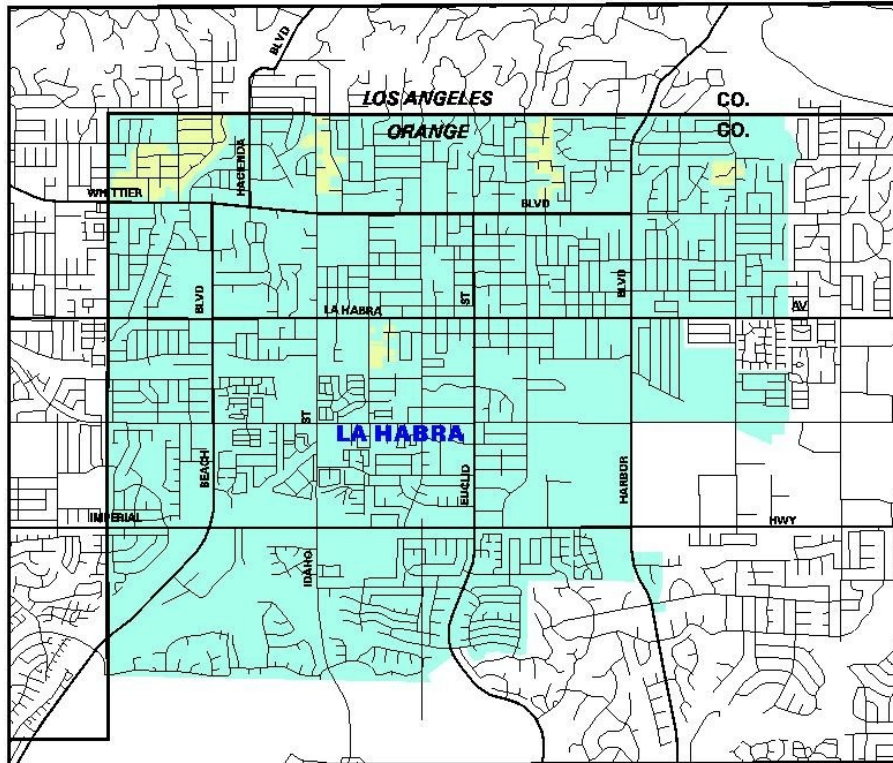 BLVD
LOS ANGELES CO.
ORANGE CO.
HACIENDA
WHITTIER
BLVD
BLVD
ST
BLVD
LA HABRA
AV
ST
LA HABRA
BEACH
EUCLID
HARBOR
IMPERIAL
HWY
IDAHO